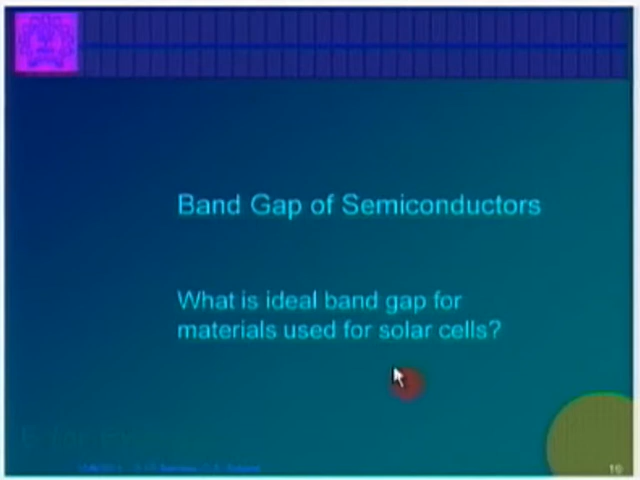 Band Gap of Semiconductors
What is ideal band gap for
materials used for solar cells?